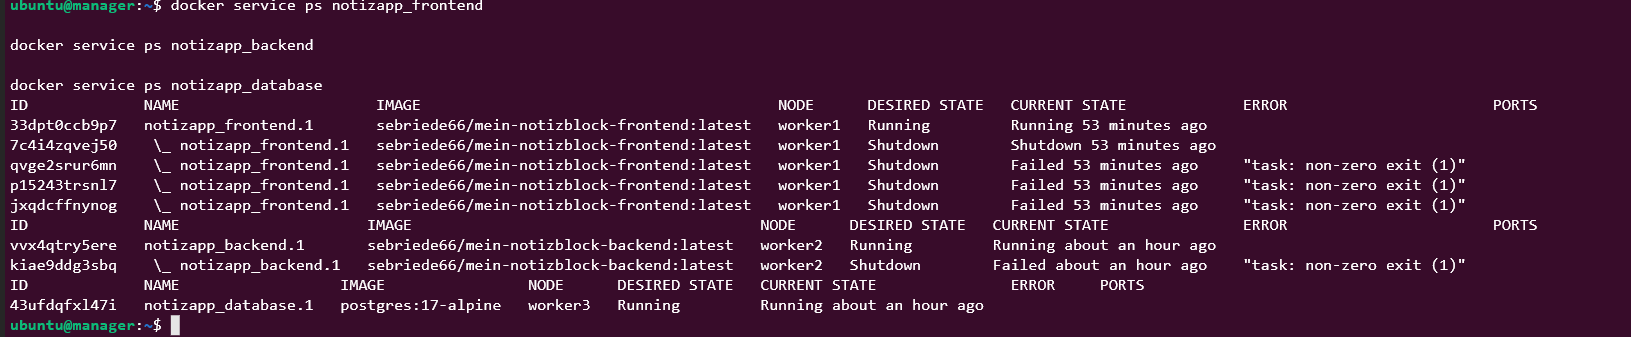 ubuntu@manager:~$ docker service ps notizapp_frontend
docker service ps notizapp_backend
docker service ps notizapp_database
ID NAME IMAGE NODE DESIRED STATE CURRENT STATE ERROR PORTS
33dpt0ccb9p7 notizapp_frontend.1 sebriede66/mein-notizblock-frontend:latest worker1 Running Running 53 minutes ago
7c4i4zqvej50 \_ notizapp_frontend.1 sebriede66/mein-notizblock-frontend:latest worker1 Shutdown Shutdown 53 minutes ago
qvge2srur6mn \_ notizapp_frontend.1 sebriede66/mein-notizblock-frontend:latest worker1 Shutdown Failed 53 minutes ago "task: non-zero exit (1)"
p15243trsnl7 \_ notizapp_frontend.1 sebriede66/mein-notizblock-frontend:latest worker1 Shutdown Failed 53 minutes ago "task: non-zero exit (1)"
jxqdcffnynog \_ notizapp_frontend.1 sebriede66/mein-notizblock-frontend:latest worker1 Shutdown Failed 53 minutes ago "task: non-zero exit (1)"
ID NAME IMAGE NODE DESIRED STATE CURRENT STATE ERROR PORTS
vvx4qtry5ere notizapp_backend.1 sebriede66/mein-notizblock-backend:latest worker2 Running Running about an hour ago
kiae9ddg3sbq \_ notizapp_backend.1 sebriede66/mein-notizblock-backend:latest worker2 Shutdown Failed about an hour ago "task: non-zero exit (1)"
ID NAME IMAGE NODE DESIRED STATE CURRENT STATE ERROR PORTS
43ufdqfxl47i notizapp_database.1 postgres:17-alpine worker3 Running Running about an hour ago
ubuntu@manager:~$